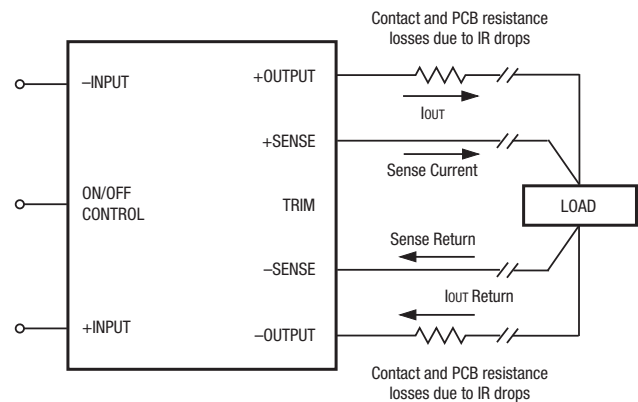 Contact and PCB resistance
losses due to IR drops
–INPUT
+OUTPUT
IOUT
+SENSE
Sense Current
ON/OFF
CONTROL
TRIM
LOAD
Sense Return
–SENSE
IOUT Return
+INPUT
–OUTPUT
Contact and PCB resistance
losses due to IR drops